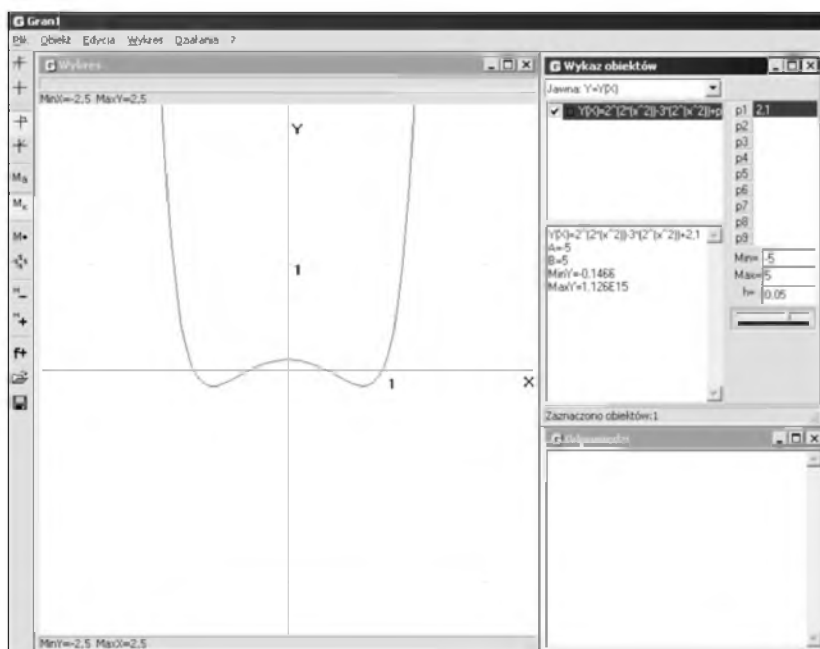 Gran1
Plik Obiekt Edycja Wykres Działania ?
Wykres
MinX=-2,5 MaxY=2,5
Y
1
1
X
MinY=-2,5 MaxX=2,5
Wykaz obiektów
Jawna: Y=Y(X)
Y(X)=2^(2*(x^2))-3*(2^(x^2))+p
p1 2,1
p2
p3
p4
p5
p6
p7
p8
p9
Y(X)=2^(2*(x^2))-3*(2^(x^2))+2,1
A=-5
B=5
MinY=-0.1466
MaxY=1.126E15
Min= -5
Max= 5
h= 0,05
Zaznaczono obiektów:1
Odpowiedzi